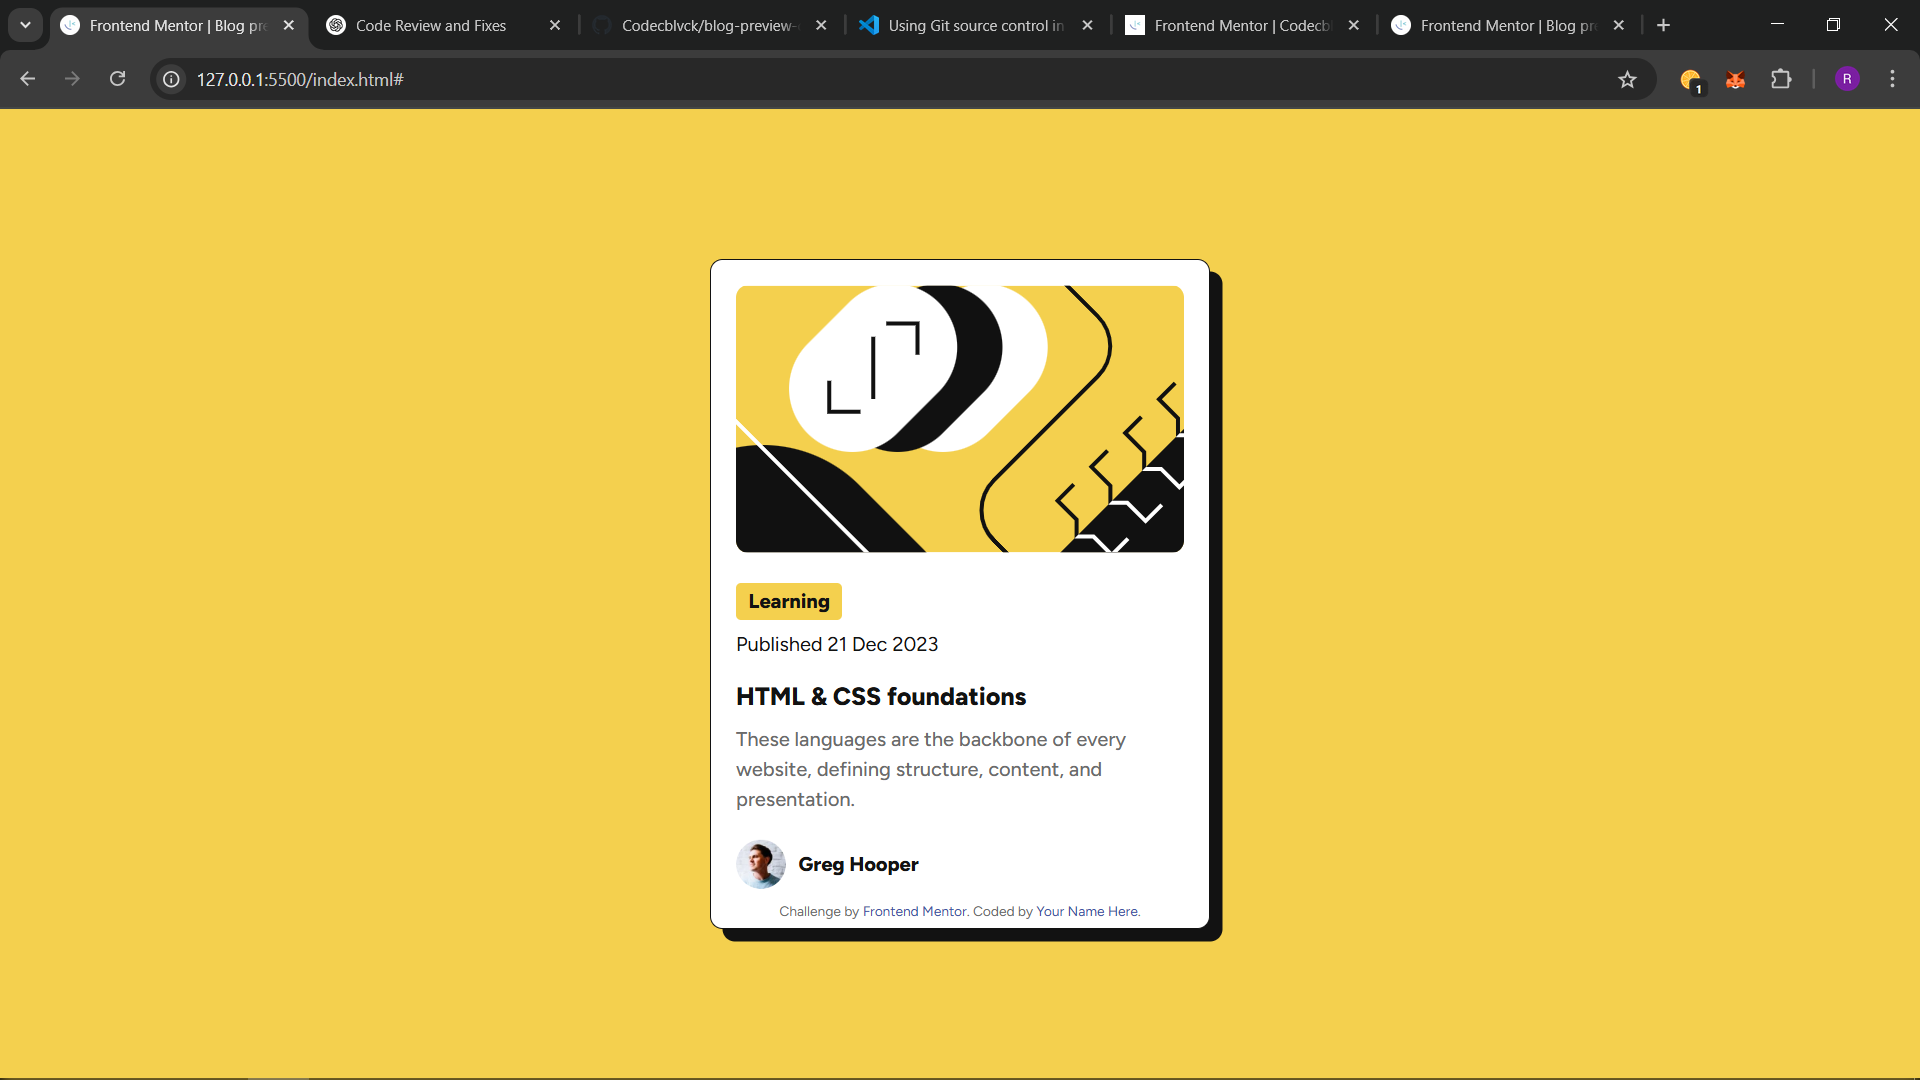 Frontend Mentor | Blog pr
Code Review and Fixes
Codecblvck/blog-preview-
Using Git source control in
Frontend Mentor | Codecb
Frontend Mentor | Blog pr
127.0.0.1:5500/index.html#
1
R
Learning
Published 21 Dec 2023
HTML & CSS foundations
These languages are the backbone of every
website, defining structure, content, and
presentation.
Greg Hooper
Challenge by Frontend Mentor. Coded by Your Name Here.